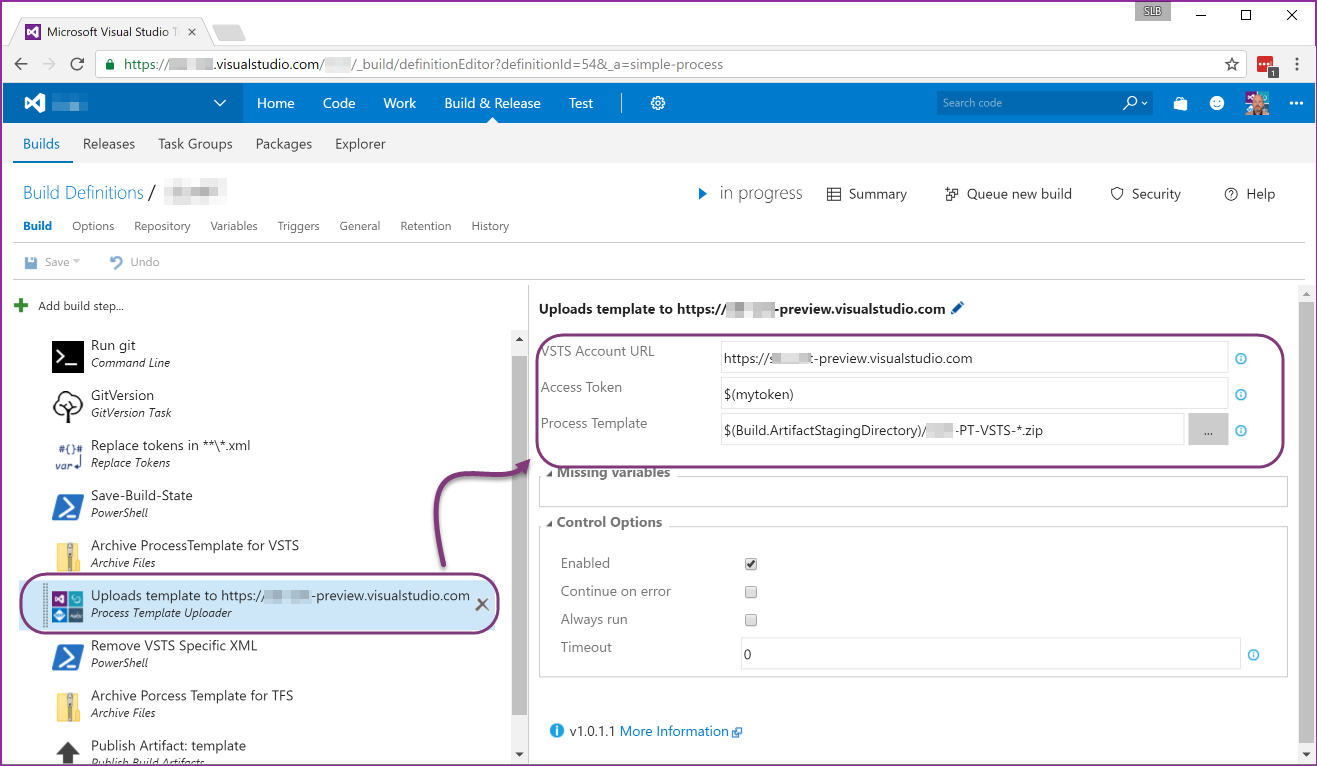 SLB
Microsoft Visual Studio T
https:// .visualstudio.com/ /_build/definitionEditor?definitionId=54&_a=simple-process
1
Home Code Work Build & Release Test Search code
Builds Releases Task Groups Packages Explorer
Build Definitions / in progress Summary Queue new build Security Help
Build Options Repository Variables Triggers General Retention History
Save Undo
Add build step...
Run git
Command Line
GitVersion
GitVersion Task
#{}#
var
Replace tokens in **\*.xml
Replace Tokens
Save-Build-State
PowerShell
Archive ProcessTemplate for VSTS
Archive Files
Uploads template to https:// -preview.visualstudio.com
Process Template Uploader
Remove VSTS Specific XML
PowerShell
Archive Porcess Template for TFS
Archive Files
Publish Artifact: template
Publish Build Artifacts
Uploads template to https:// -preview.visualstudio.com
VSTS Account URL https://s t-preview.visualstudio.com
Access Token $(mytoken)
Process Template $(Build.ArtifactStagingDirectory)/ -PT-VSTS-*.zip ...
Missing variables
Control Options
Enabled
Continue on error
Always run
Timeout 0
v1.0.1.1 More Information